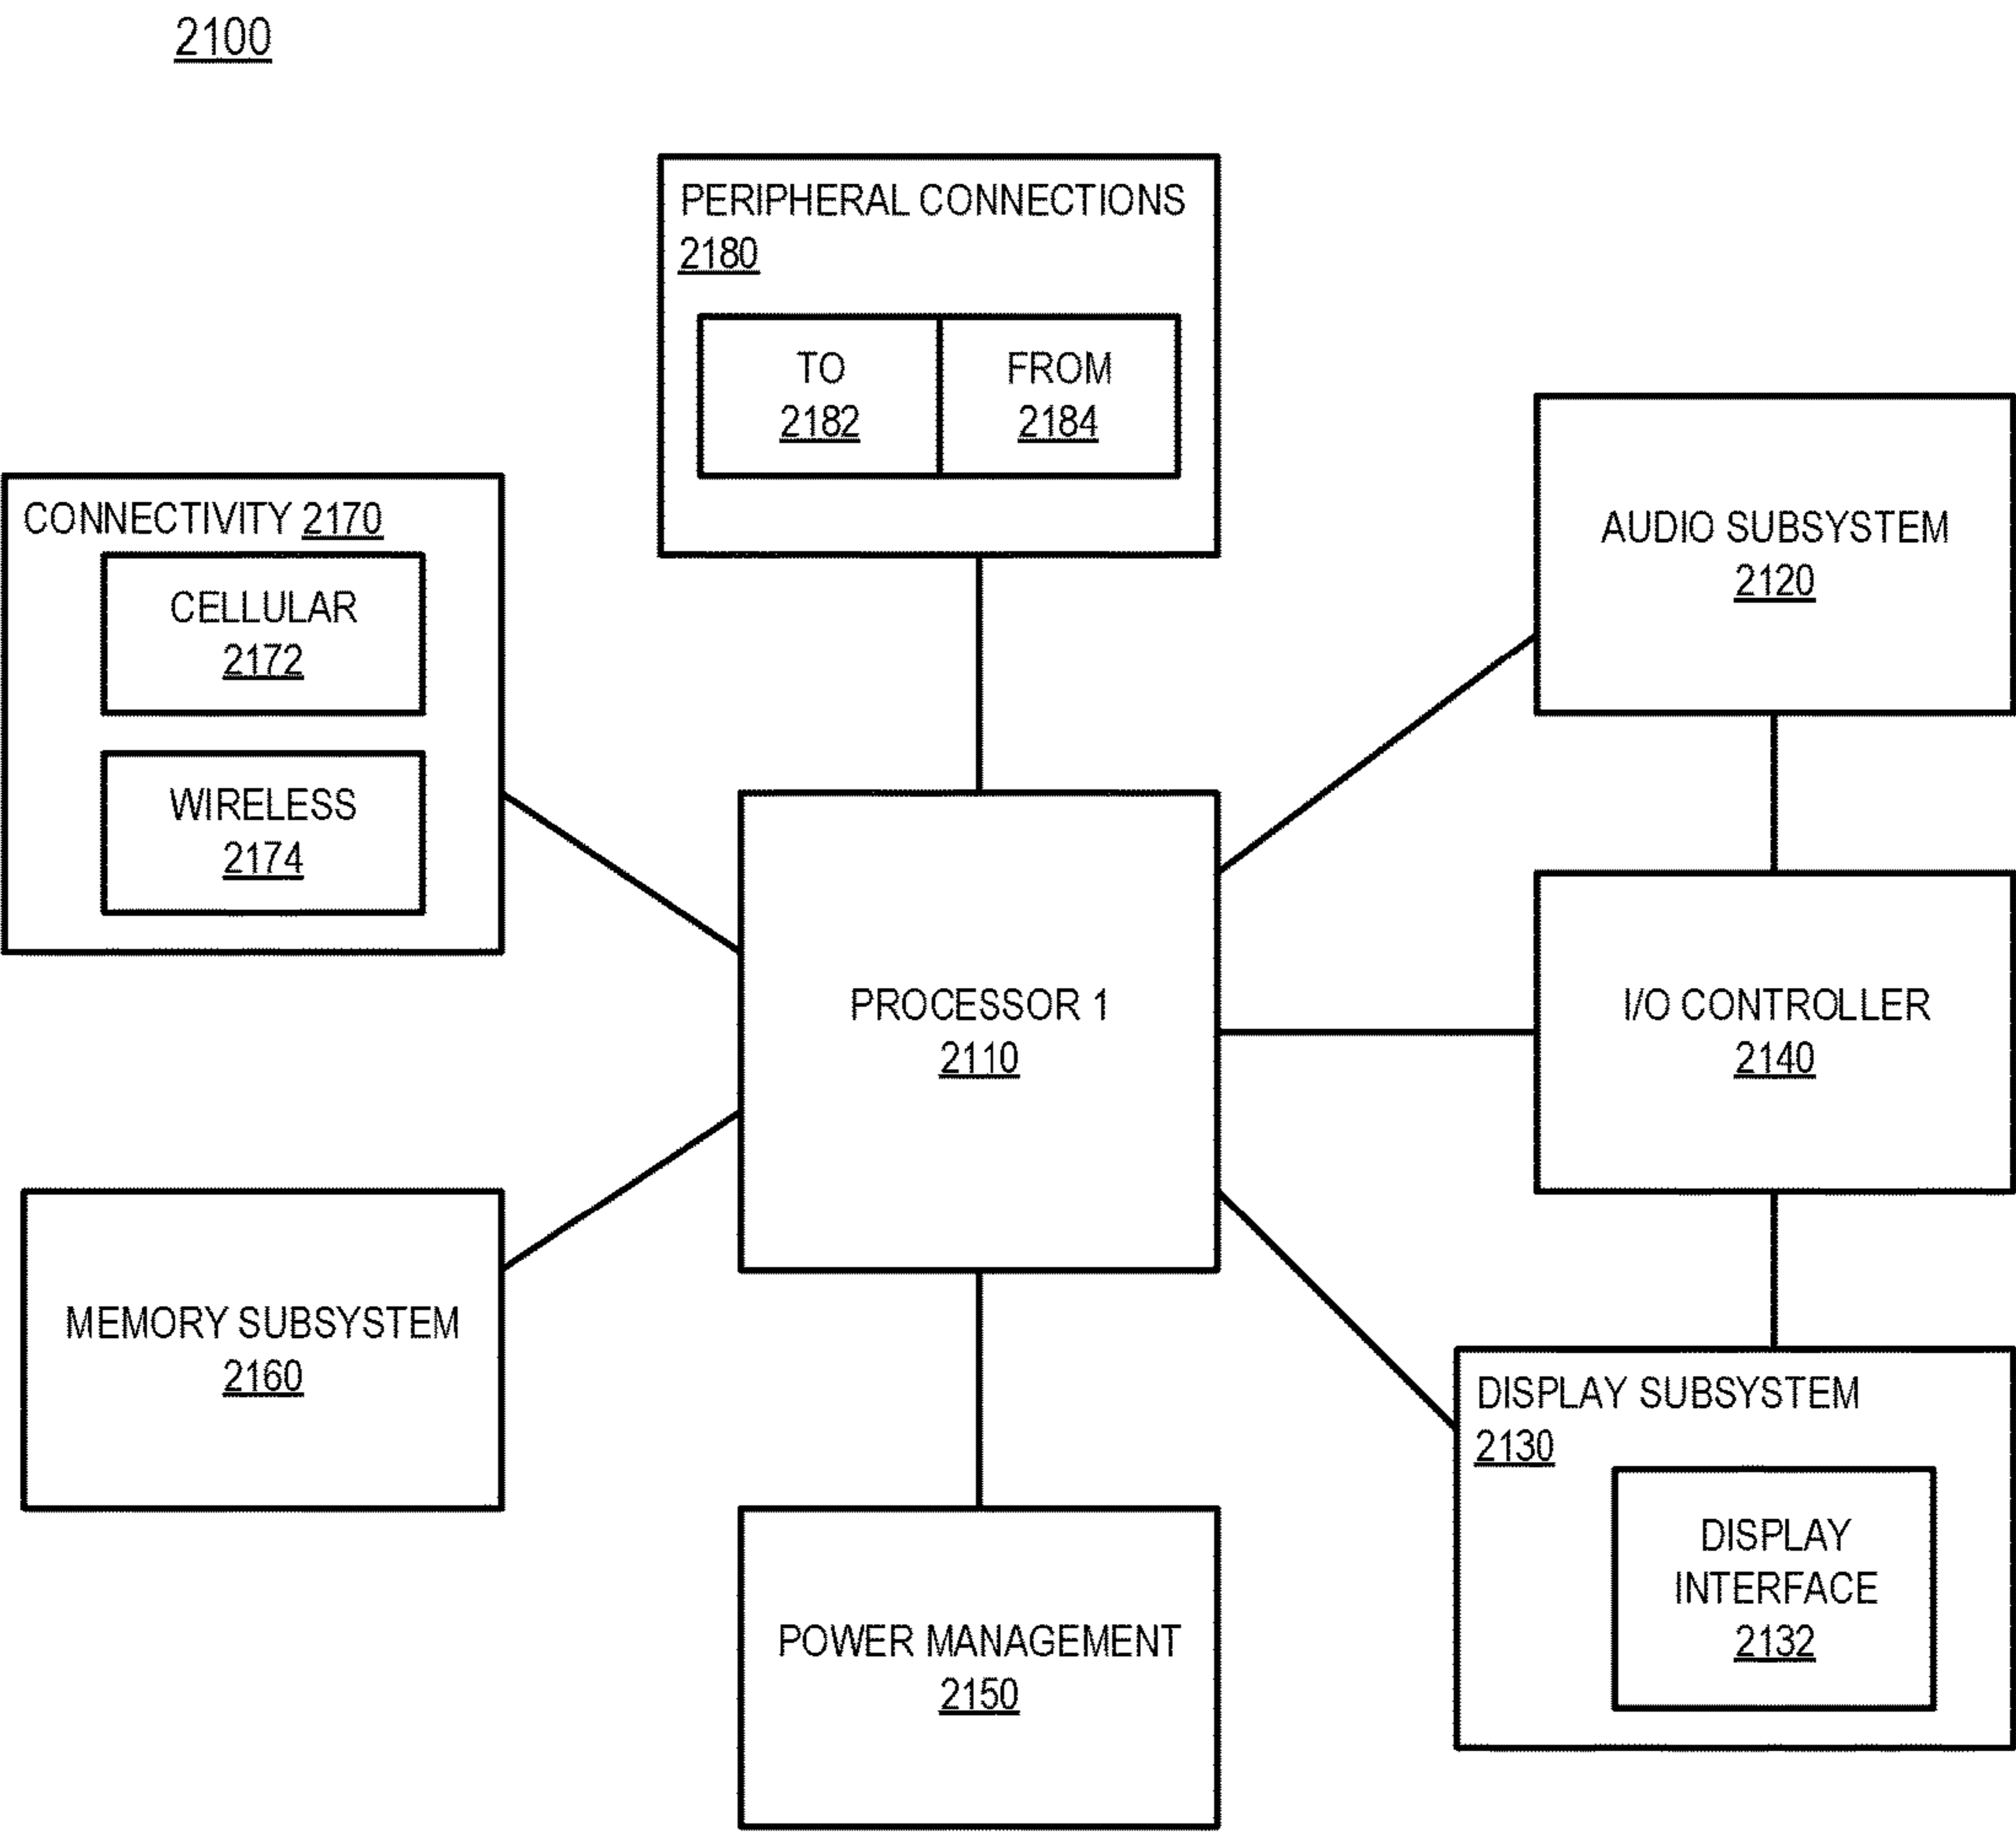 2100
PERIPHERAL CONNECTIONS
2180
TO
2182
FROM
2184
CONNECTIVITY 2170
CELLULAR
2172
WIRELESS
2174
AUDIO SUBSYSTEM
2120
PROCESSOR 1
2110
I/O CONTROLLER
2140
MEMORY SUBSYSTEM
2160
DISPLAY SUBSYSTEM
2130
DISPLAY
INTERFACE
2132
POWER MANAGEMENT
2150